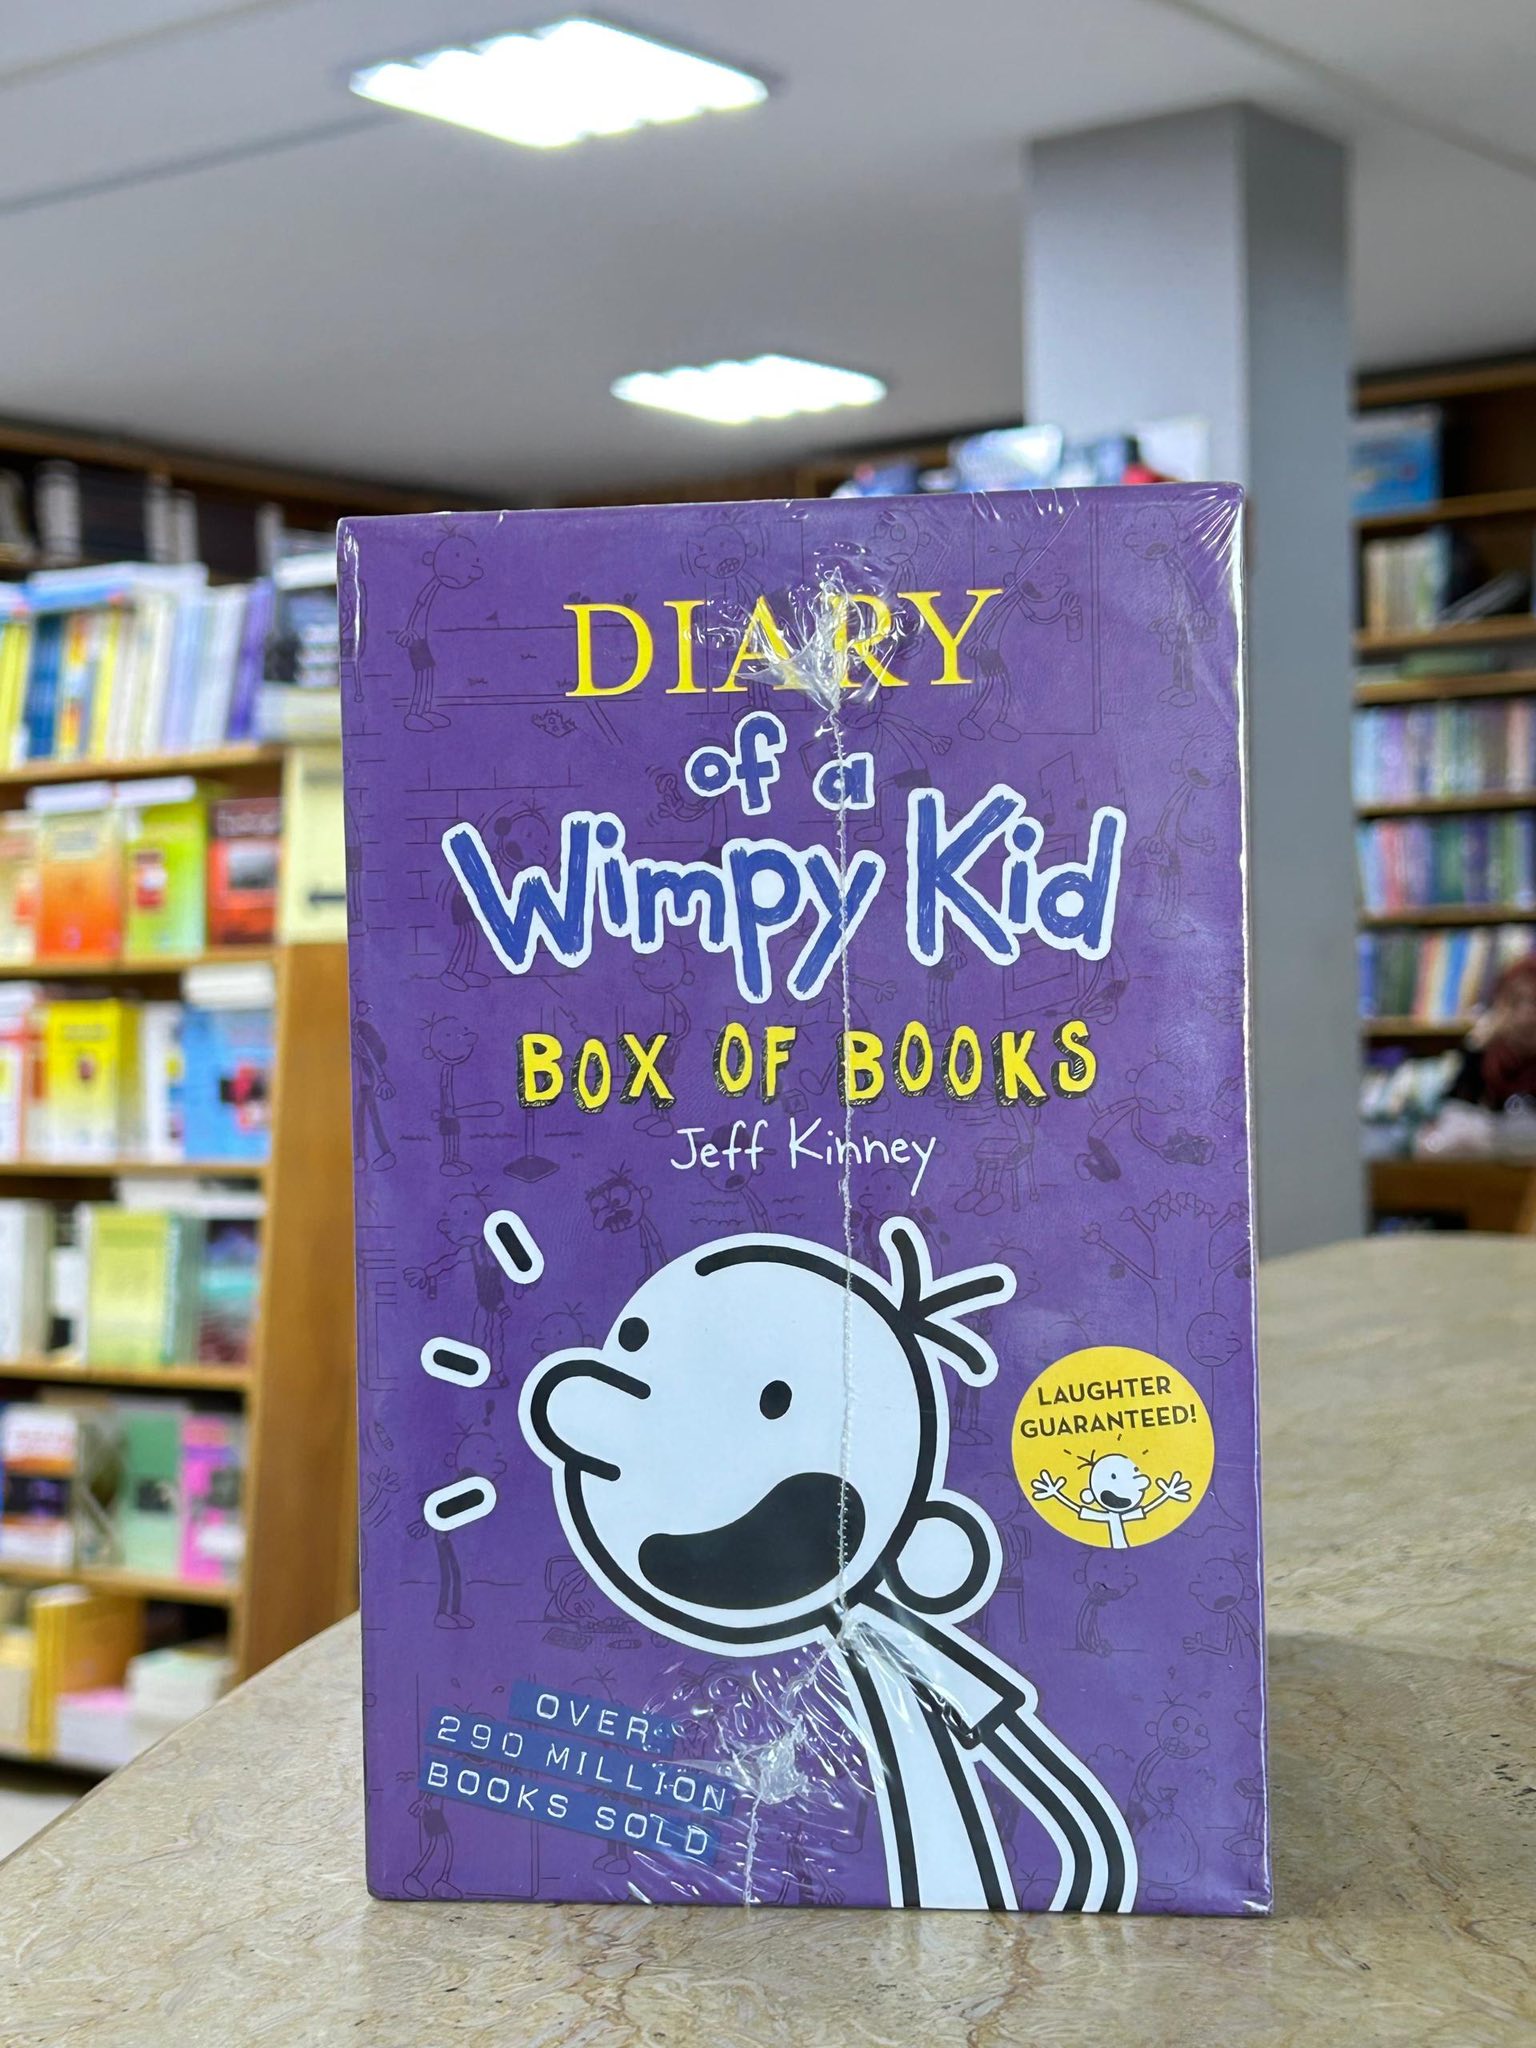 DIARY
of a
Wimpy Kid
BOX OF BOOKS
Jeff Kinney
LAUGHTER
GUARANTEED!
OVER
290 MILLION
BOOKS SOLD